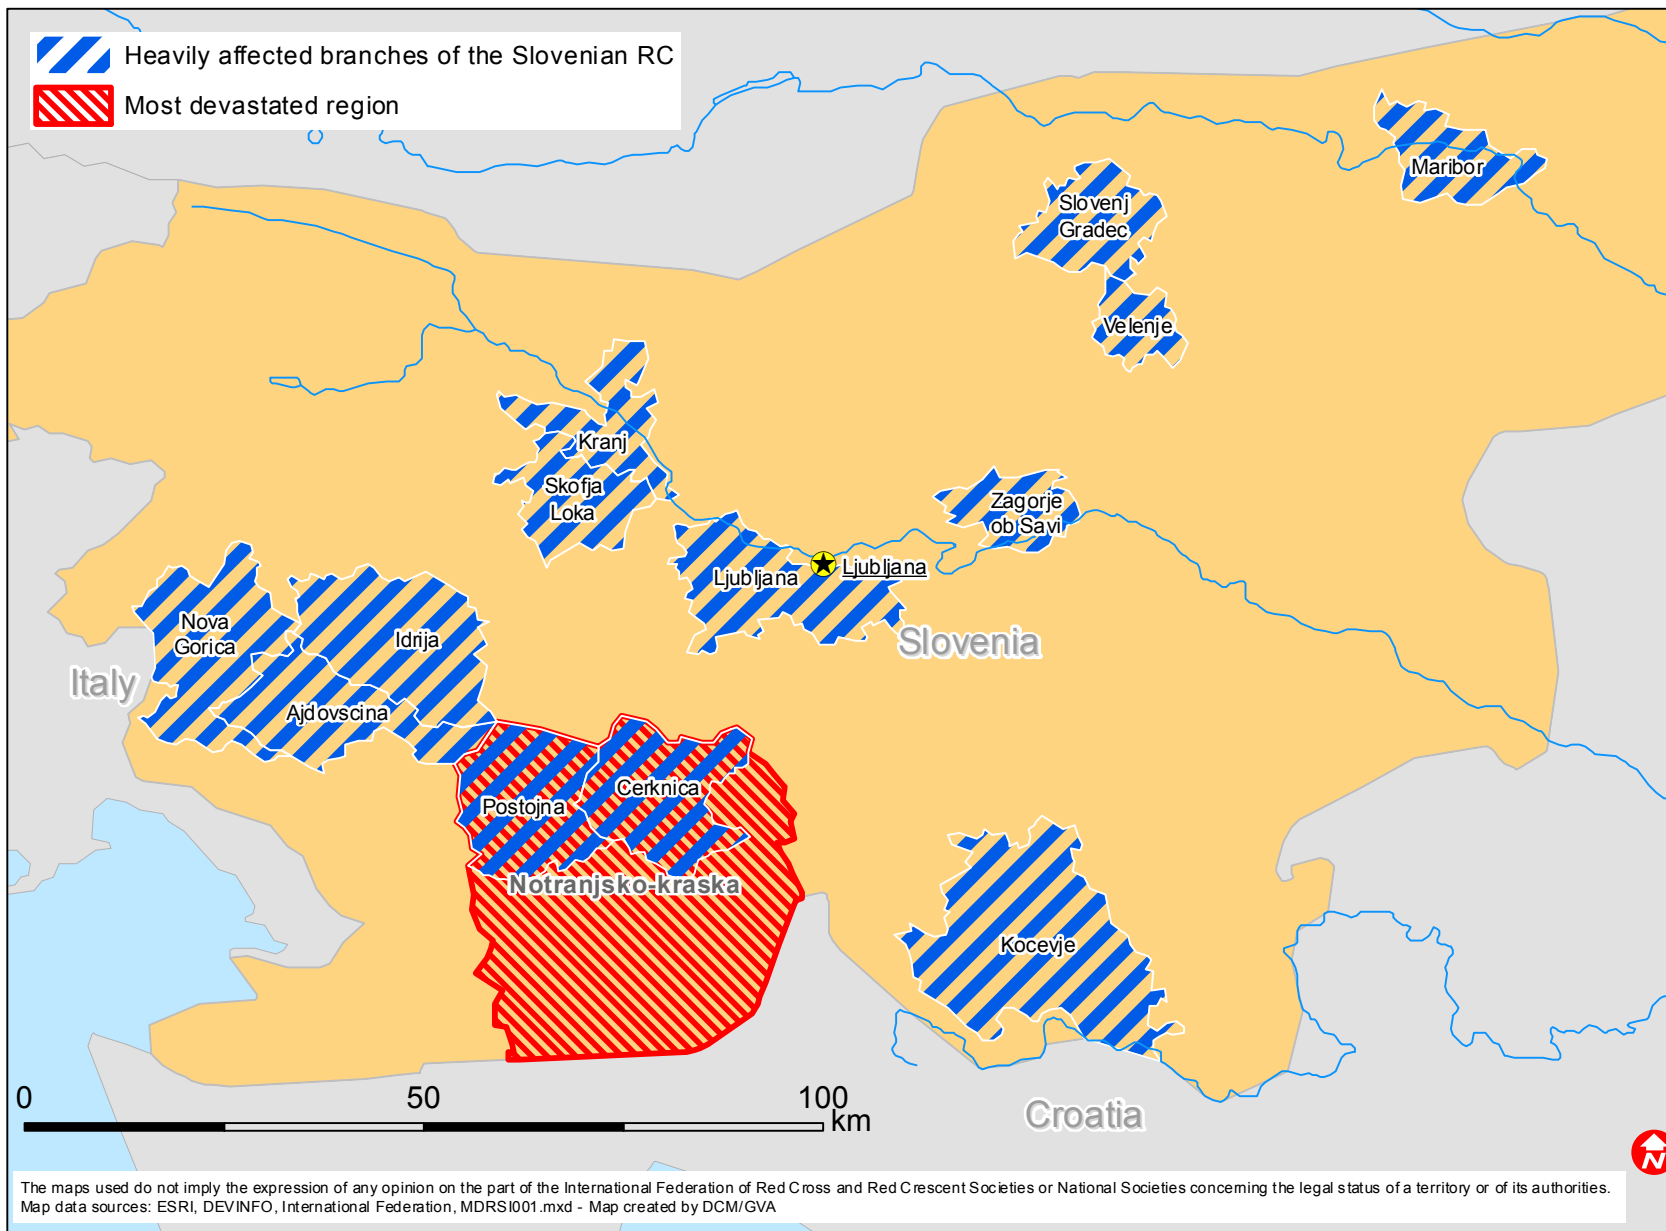 Heavily affected branches of the Slovenian RC
Most devastated region
Maribor
Slovenj
Gradec
Velenje
Kranj
Skofja
Loka
Zagorje
ob Savi
Ljubljana
Ljubljana
Slovenia
Nova
Gorica
Idrija
Italy
Ajdovscina
Cerknica
Postojna
Notranjsko-kraska
Kocevje
Croatia
0 50 100
km
N
The maps used do not imply the expression of any opinion on the part of the International Federation of Red Cross and Red Crescent Societies or National Societies concerning the legal status of a territory or of its authorities.
Map data sources: ESRI, DEVINFO, International Federation, MDRSI001.mxd - Map created by DCM/GVA